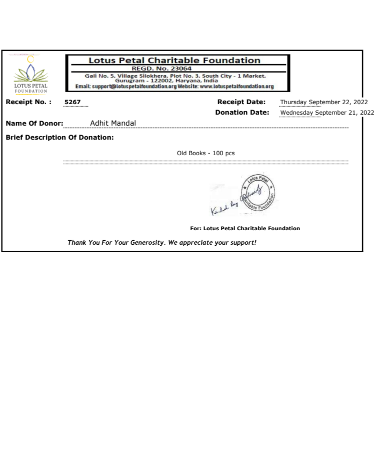 Lotus Petal Charitable Foundation
REGD. No. 23064
Gali No. 5, Village Silokhera, Plot No. 3, South City - 1 Market,
Gurugram - 122002, Haryana, India
Email: support@lotuspetalfoundation.org Website: www.lotuspetalfoundation.org
LOTUS PETAL
FOUNDATION
Receipt No. : 5267 Receipt Date: Thursday September 22, 2022
Donation Date: Wednesday September 21, 2022
Name Of Donor: Adhit Mandal
Brief Description Of Donation:
Old Books - 100 pcs
Lotus Petal
Foundation
For: Lotus Petal Charitable Foundation
Thank You For Your Generosity. We appreciate your support!